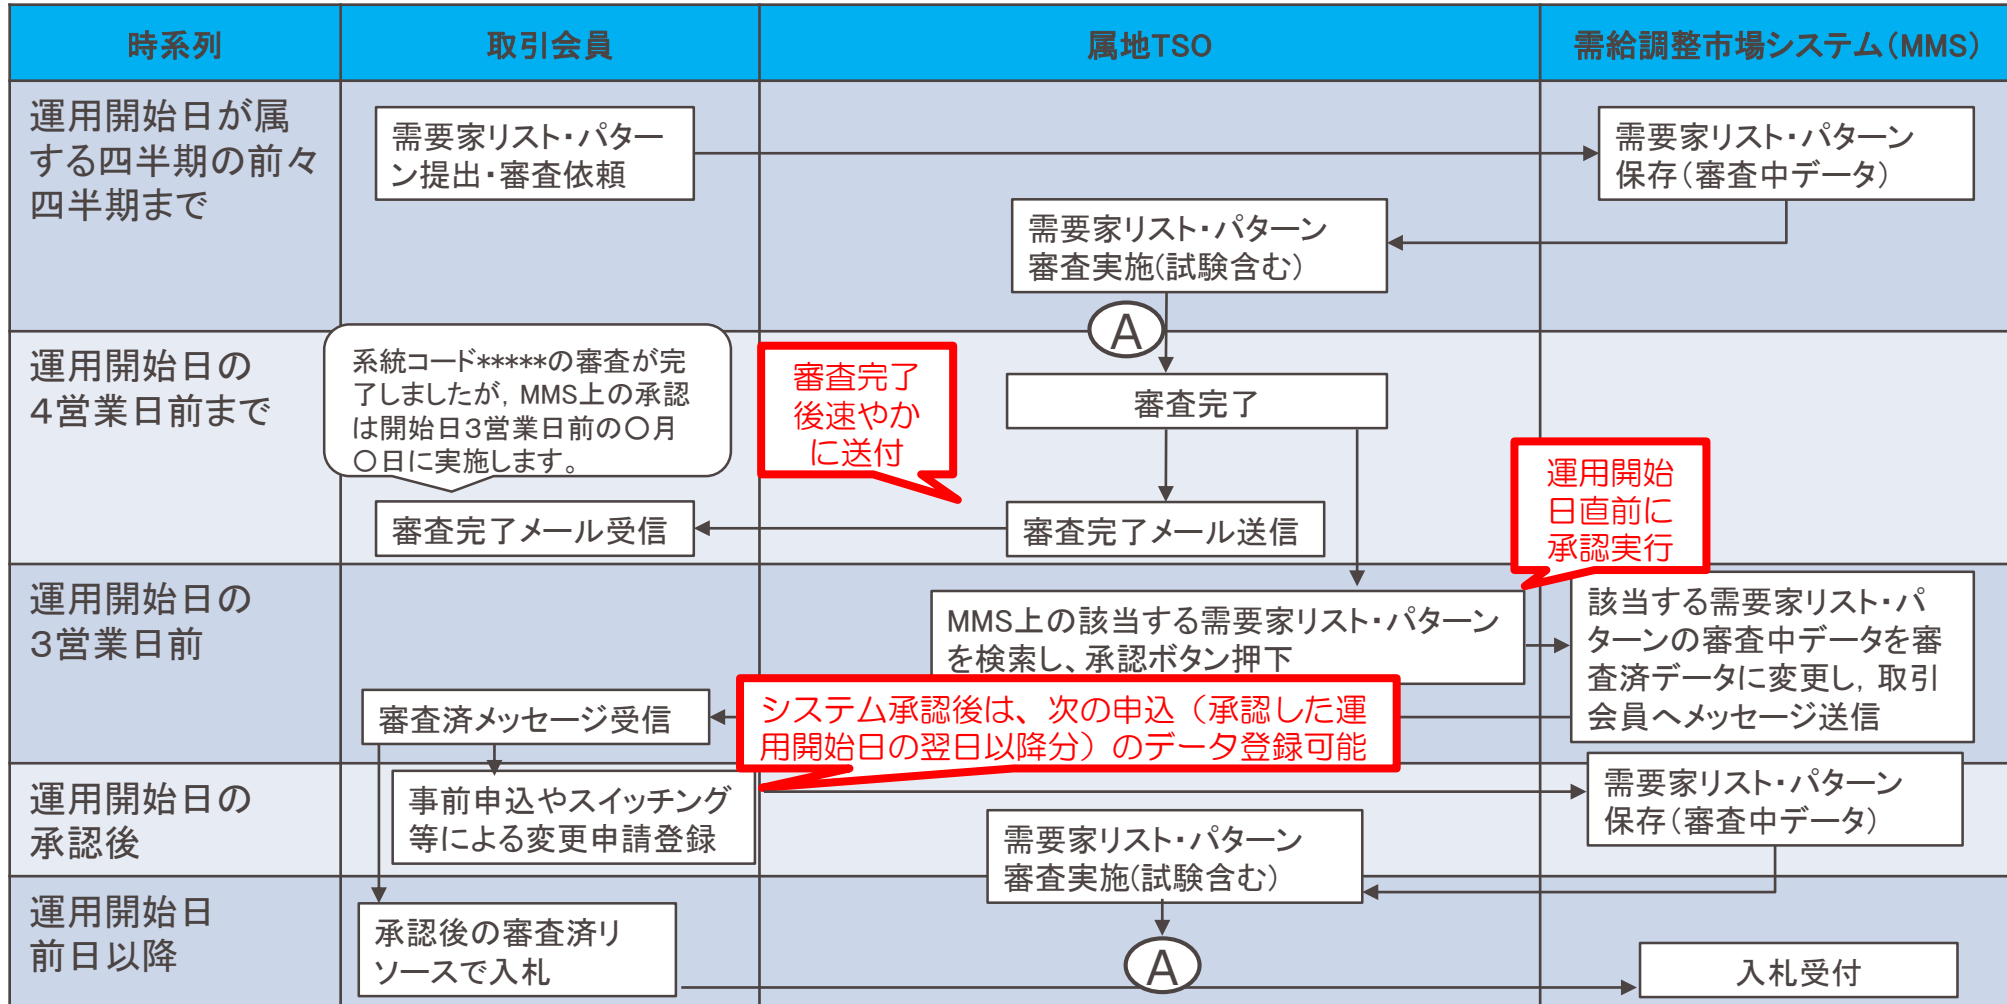 時系列
取引会員
属地TSO
需給調整市場システム(MMS)
運用開始日が属
する四半期の前々
四半期まで
需要家リスト・パター
ン提出・審査依頼
需要家リスト・パターン
保存(審査中データ)
需要家リスト・パターン
審査実施(試験含む)
A
運用開始日の
4営業日前まで
系統コード*****の審査が完
了しましたが, MMS上の承認
は開始日3営業日前の○月
○日に実施します。
審査完了
後速やか
に送付
審査完了
審査完了メール受信
審査完了メール送信
運用開始
日直前に
承認実行
運用開始日の
3営業日前
MMS上の該当する需要家リスト・パターン
を検索し、承認ボタン押下
該当する需要家リスト・パ
ターンの審査中データを審
査済データに変更し, 取引
会員へメッセージ送信
審査済メッセージ受信
システム承認後は、次の申込（承認した運
用開始日の翌日以降分）のデータ登録可能
運用開始日の
承認後
事前申込やスイッチング
等による変更申請登録
需要家リスト・パターン
保存(審査中データ)
需要家リスト・パターン
審査実施(試験含む)
運用開始日
前日以降
承認後の審査済リ
ソースで入札
A
入札受付